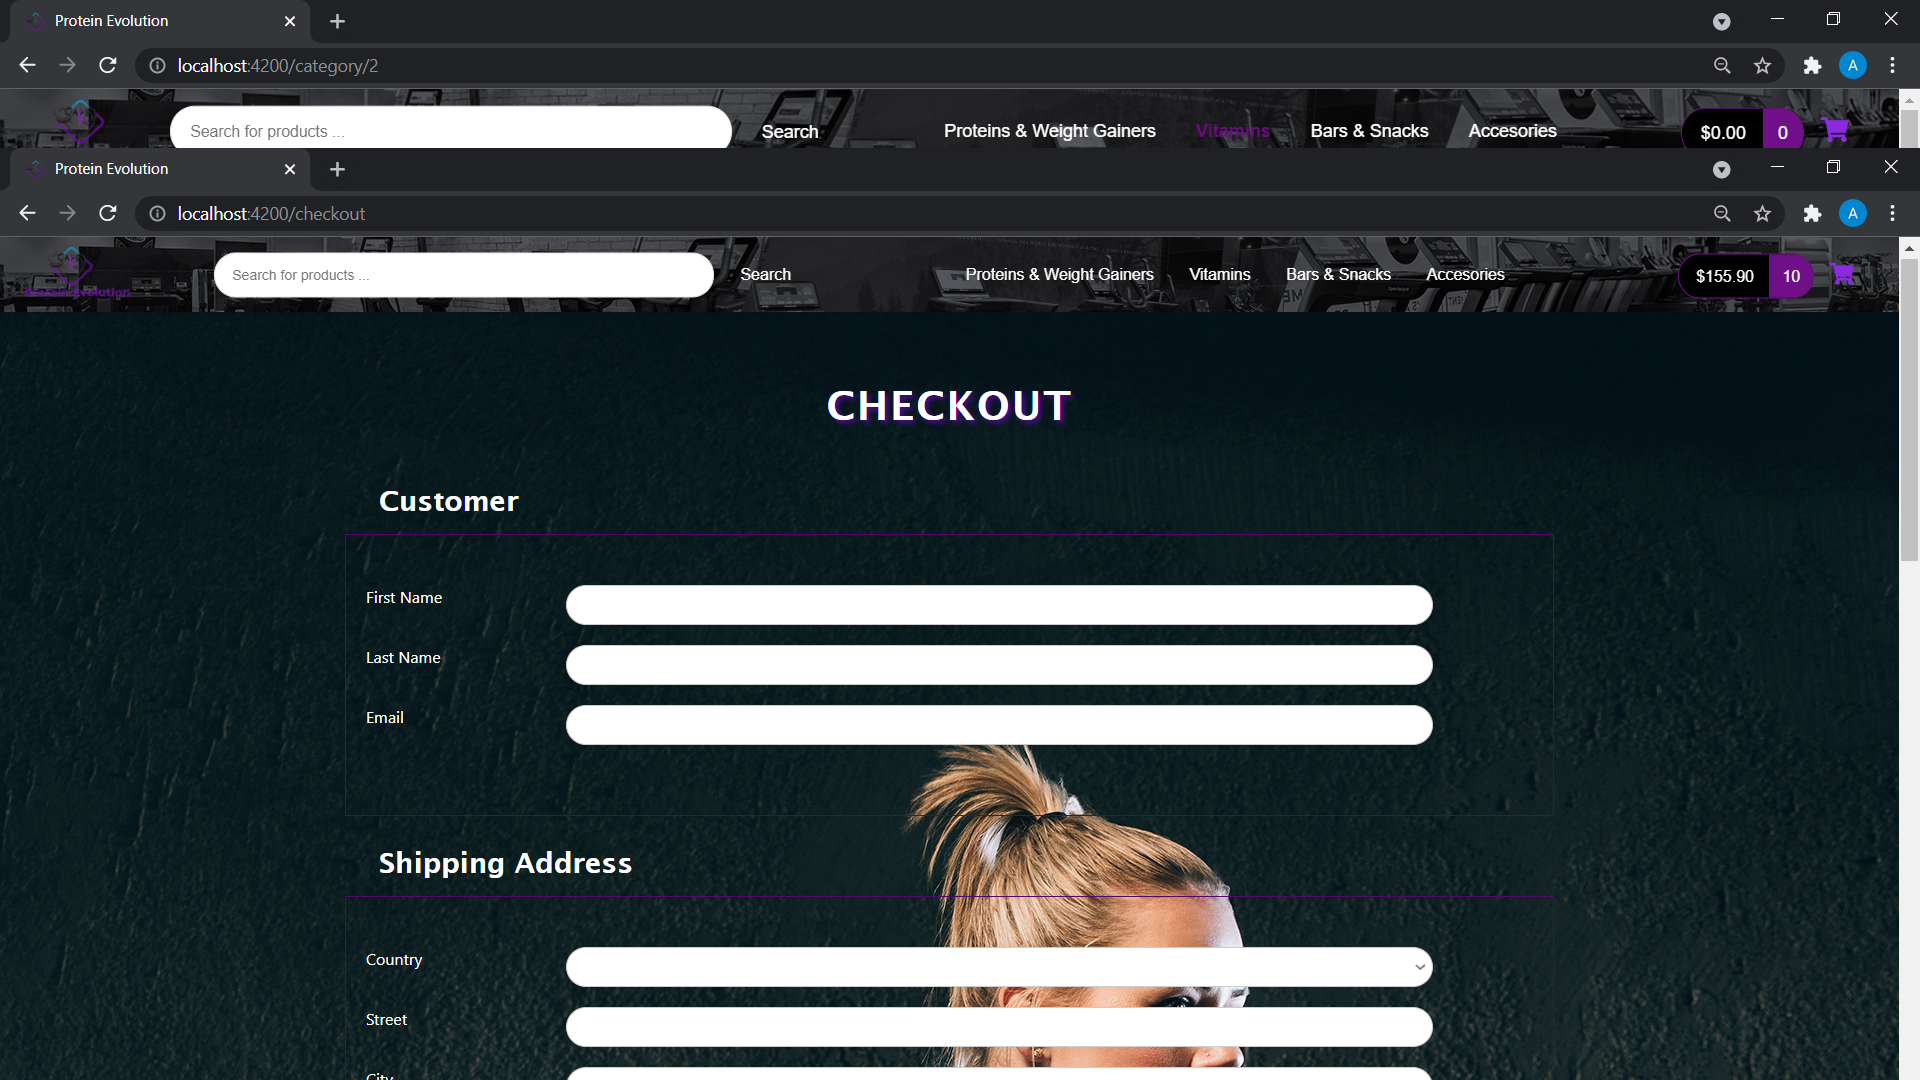 Protein Evolution
localhost:4200/category/2
A
Search for products ...
Search
Proteins & Weight Gainers
Vitamins
Bars & Snacks
Accesories
$0.00
0
Protein Evolution
localhost:4200/checkout
A
Protein Evolution
Search for products ...
Search
Proteins & Weight Gainers
Vitamins
Bars & Snacks
Accesories
$155.90
10
CHECKOUT
Customer
First Name
Last Name
Email
Shipping Address
Country
Street
City